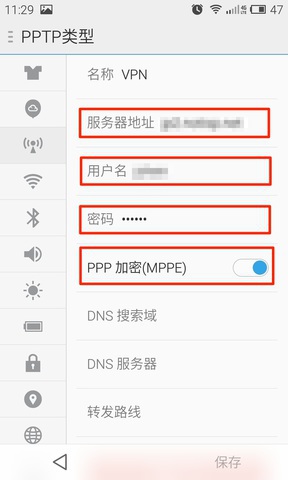 11:29
4G
47
PPTP类型
名称 VPN
服务器地址
用户名
密码 ••••••
PPP 加密(MPPE)
DNS 搜索域
DNS 服务器
转发路线
保存